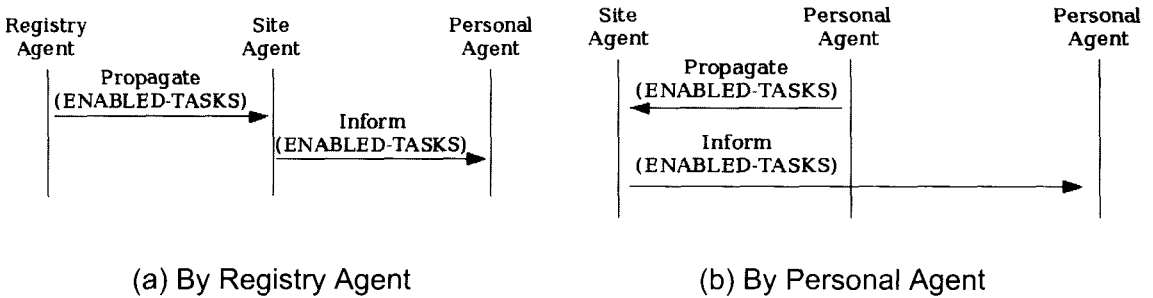 Registry
Agent
Site
Agent
Personal
Agent
Propagate
(ENABLED-TASKS)
Inform
(ENABLED-TASKS)
(a) By Registry Agent
Site
Agent
Personal
Agent
Personal
Agent
Propagate
(ENABLED-TASKS)
Inform
(ENABLED-TASKS)
(b) By Personal Agent